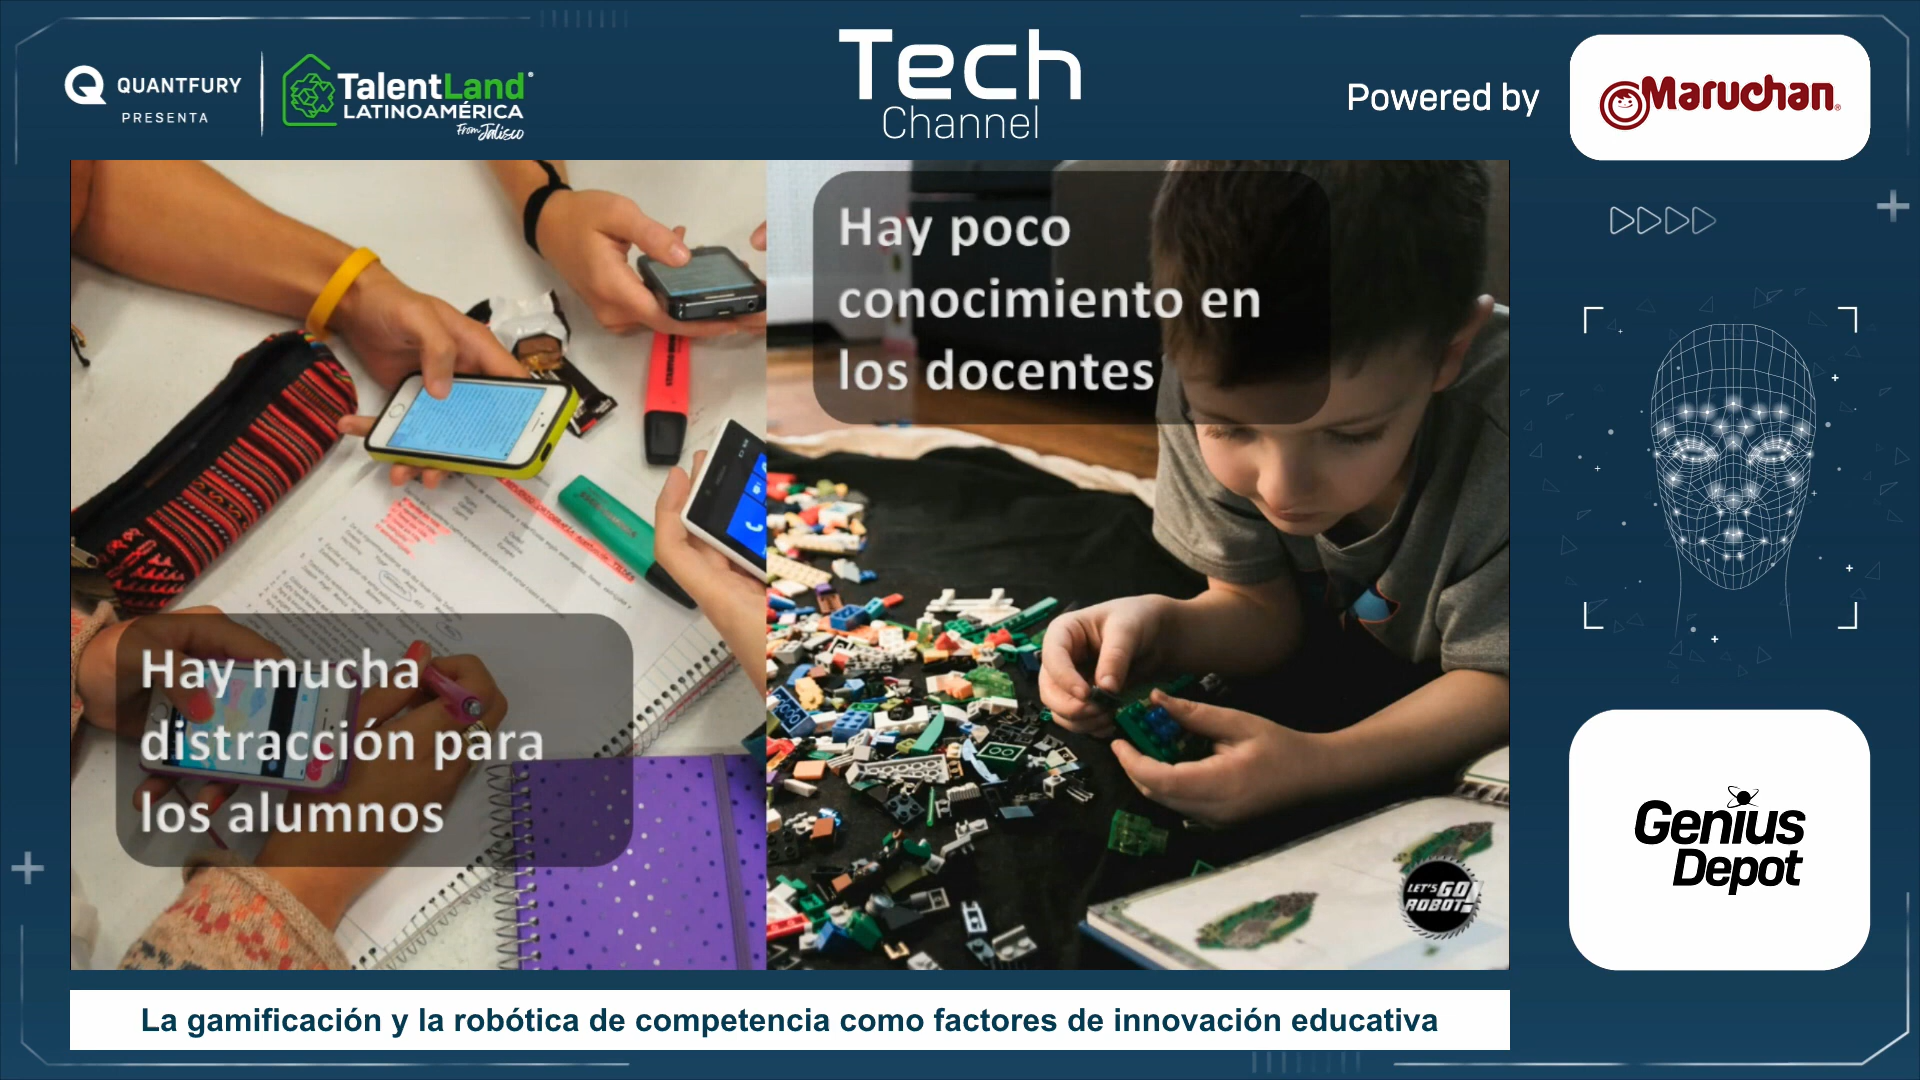 QUANTFURY
PRESENTA
TalentLand
LATINOAMÉRICA
From Jalisco
Tech
Channel
Powered by
Maruchan
Hay poco
conocimiento en
los docentes
Hay mucha
distracción para
los alumnos
LET'S GO
ROBOT!
Genius
Depot
La gamificación y la robótica de competencia como factores de innovación educativa